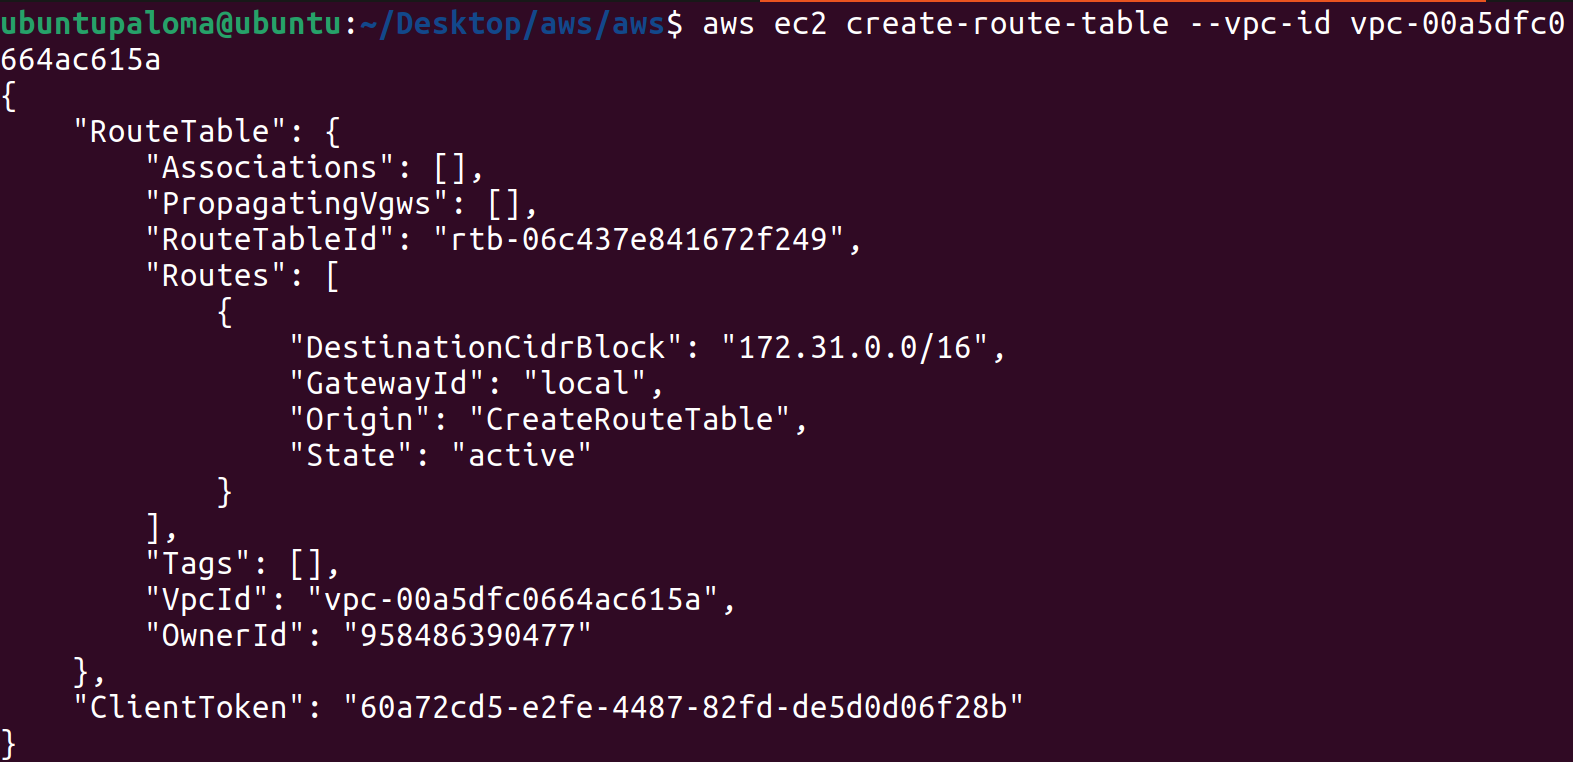 ubuntupaloma@ubuntu:~/Desktop/aws/aws$ aws ec2 create-route-table --vpc-id vpc-00a5dfc0
664ac615a
{
    "RouteTable": {
        "Associations": [],
        "PropagatingVgws": [],
        "RouteTableId": "rtb-06c437e841672f249",
        "Routes": [
            {
                "DestinationCidrBlock": "172.31.0.0/16",
                "GatewayId": "local",
                "Origin": "CreateRouteTable",
                "State": "active"
            }
        ],
        "Tags": [],
        "VpcId": "vpc-00a5dfc0664ac615a",
        "OwnerId": "958486390477"
    },
    "ClientToken": "60a72cd5-e2fe-4487-82fd-de5d0d06f28b"
}